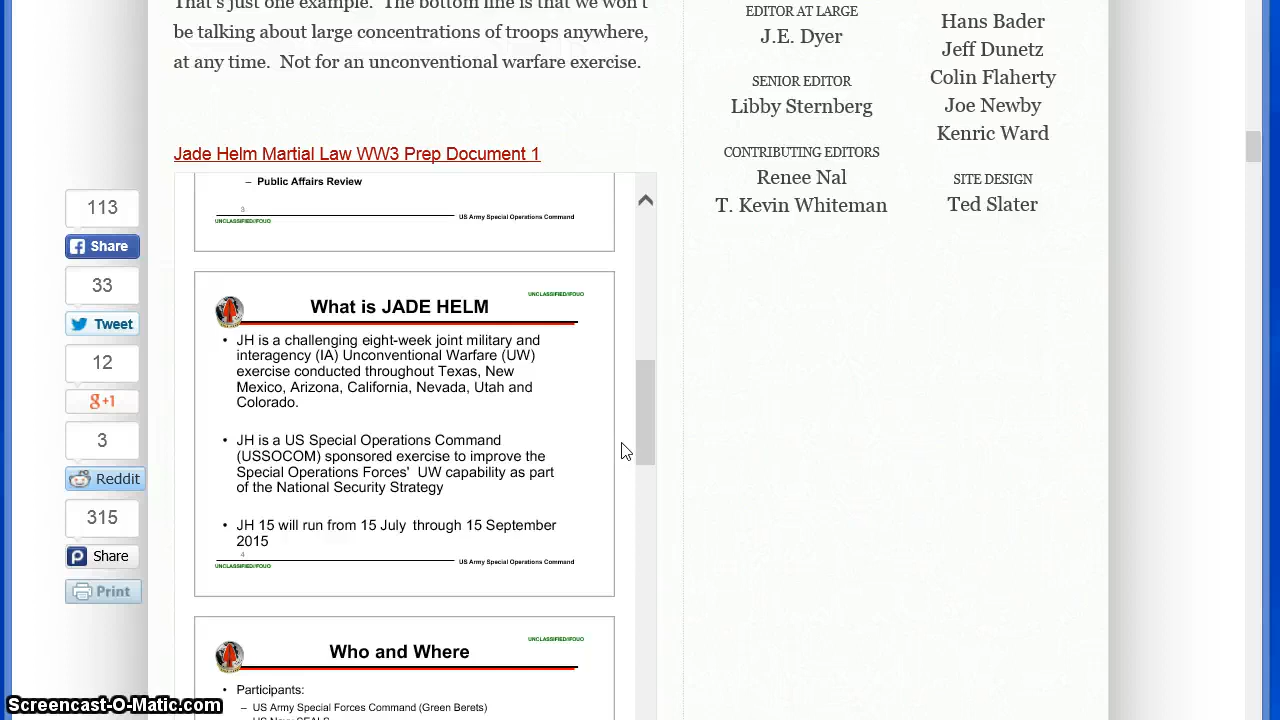 That's just one example.  The bottom line is that we won't
be talking about large concentrations of troops anywhere,
at any time.  Not for an unconventional warfare exercise.
Jade Helm Martial Law WW3 Prep Document 1
– Public Affairs Review
3
UNCLASSIFIED//FOUO
US Army Special Operations Command
UNCLASSIFIED//FOUO
What is JADE HELM
• JH is a challenging eight-week joint military and
interagency (IA) Unconventional Warfare (UW)
exercise conducted throughout Texas, New
Mexico, Arizona, California, Nevada, Utah and
Colorado.
• JH is a US Special Operations Command
(USSOCOM) sponsored exercise to improve the
Special Operations Forces'  UW capability as part
of the National Security Strategy
• JH 15 will run from 15 July  through 15 September
2015
4
UNCLASSIFIED//FOUO
US Army Special Operations Command
UNCLASSIFIED//FOUO
Who and Where
• Participants:
– US Army Special Forces Command (Green Berets)
US Navy SEALS
113
Share
33
Tweet
12
g+1
3
Reddit
315
Share
Print
EDITOR AT LARGE
J.E. Dyer
SENIOR EDITOR
Libby Sternberg
CONTRIBUTING EDITORS
Renee Nal
T. Kevin Whiteman
Hans Bader
Jeff Dunetz
Colin Flaherty
Joe Newby
Kenric Ward
SITE DESIGN
Ted Slater
Screencast-O-Matic.com